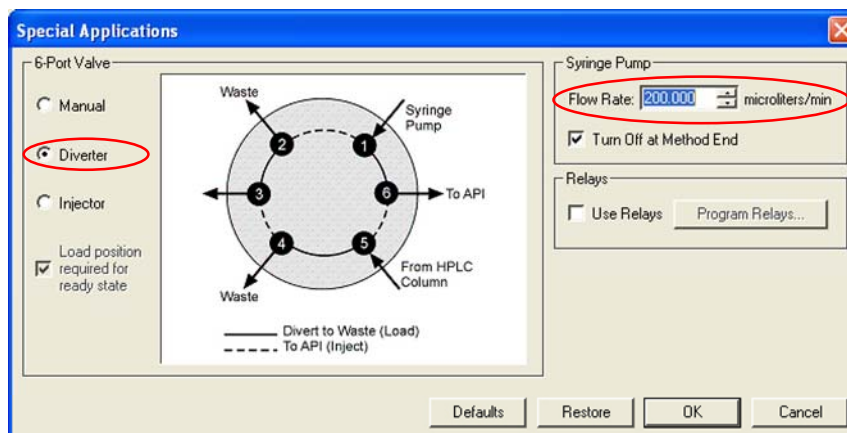 Special Applications
6-Port Valve
Manual
Diverter
Injector
Load position
required for
ready state
Waste
Syringe
Pump
2
1
3
6
To API
4
5
Waste
From HPLC
Column
Divert to Waste (Load)
To API (Inject)
Syringe Pump
Flow Rate: 200.000 microliters/min
Turn Off at Method End
Relays
Use Relays Program Relays...
Defaults Restore OK Cancel